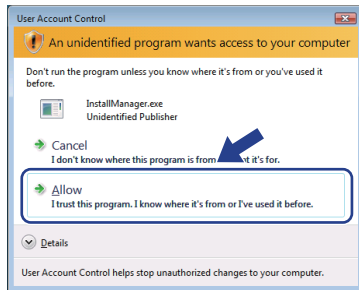 User Account Control
An unidentified program wants access to your computer
Don't run the program unless you know where it's from or you've used it
before.
InstallManager.exe
Unidentified Publisher
Cancel
I don't know where this program is from it's for.
Allow
I trust this program. I know where it's from or I've used it before.
Details
User Account Control helps stop unauthorized changes to your computer.